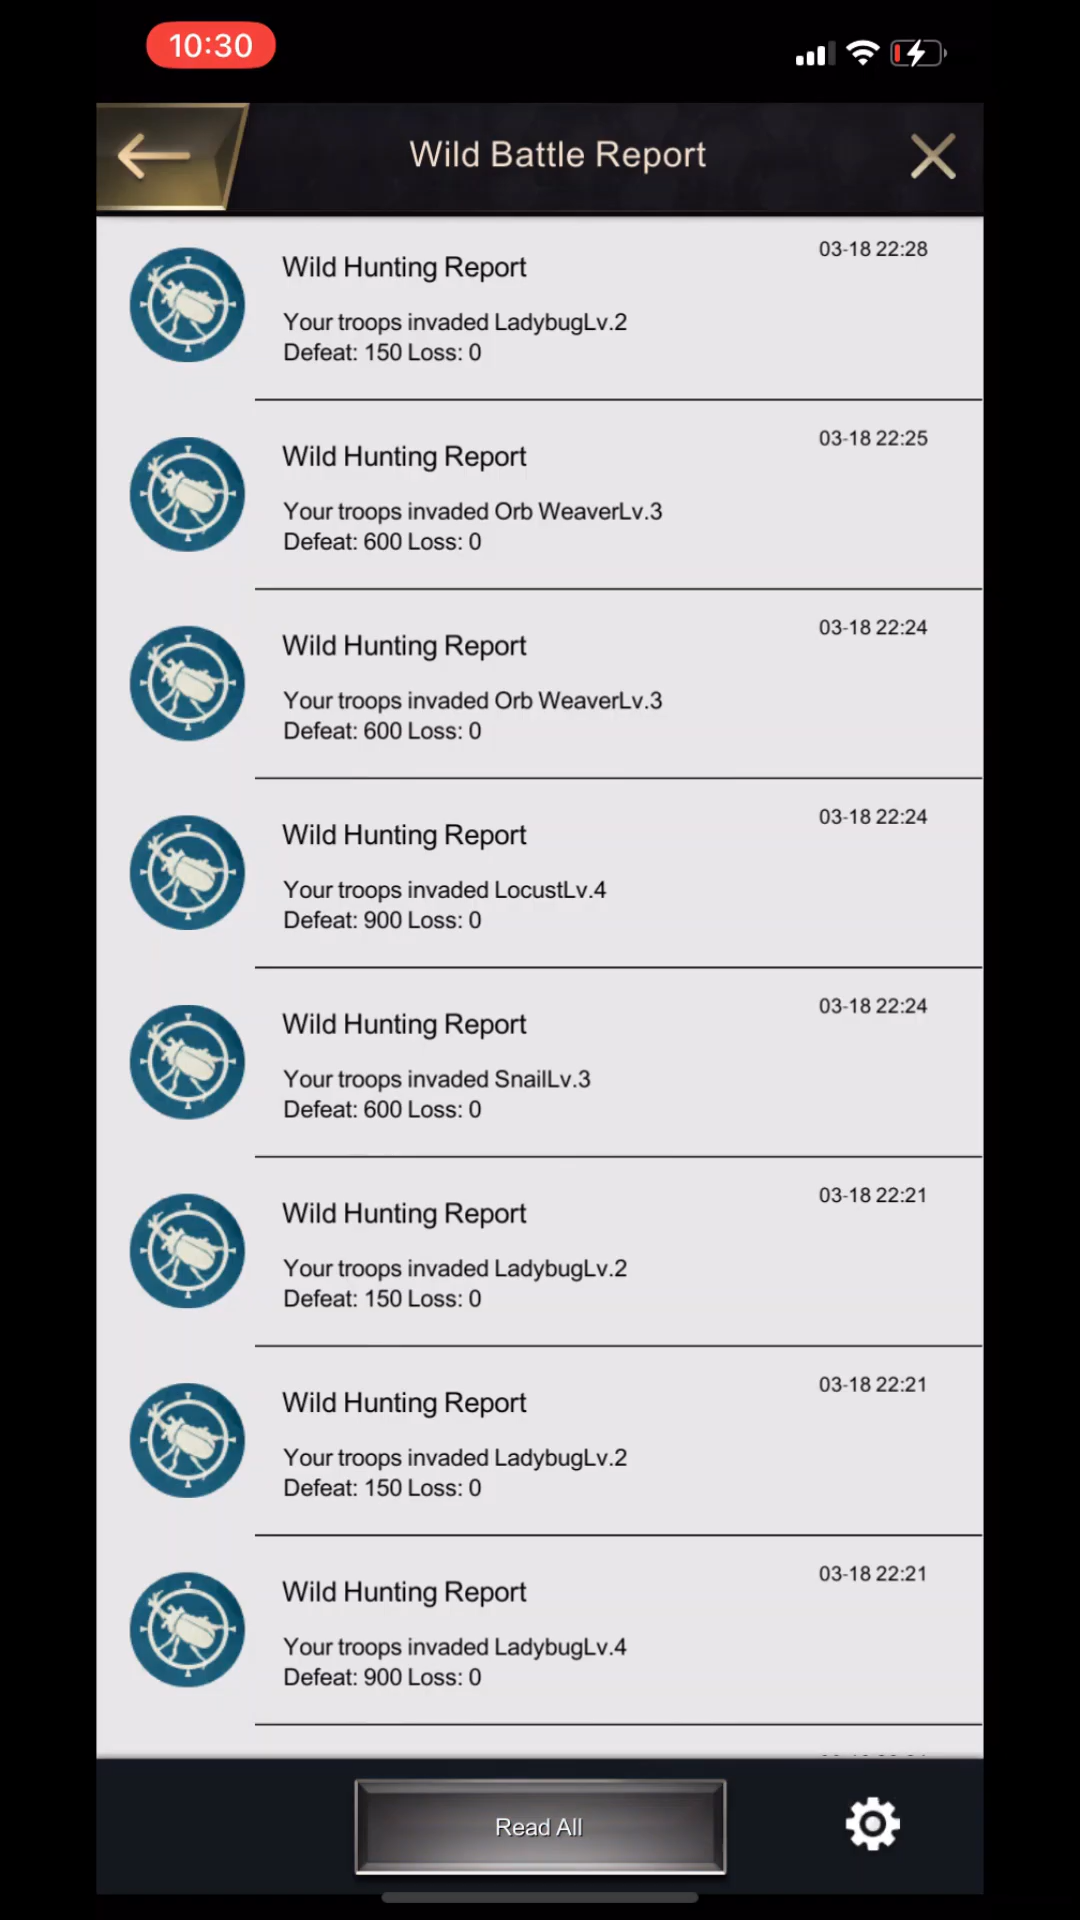 10:30
Wild Battle Report
Wild Hunting Report
03-18 22:28
Your troops invaded LadybugLv.2
Defeat: 150 Loss: 0
Wild Hunting Report
03-18 22:25
Your troops invaded Orb WeaverLv.3
Defeat: 600 Loss: 0
Wild Hunting Report
03-18 22:24
Your troops invaded Orb WeaverLv.3
Defeat: 600 Loss: 0
Wild Hunting Report
03-18 22:24
Your troops invaded LocustLv.4
Defeat: 900 Loss: 0
Wild Hunting Report
03-18 22:24
Your troops invaded SnailLv.3
Defeat: 600 Loss: 0
Wild Hunting Report
03-18 22:21
Your troops invaded LadybugLv.2
Defeat: 150 Loss: 0
Wild Hunting Report
03-18 22:21
Your troops invaded LadybugLv.2
Defeat: 150 Loss: 0
Wild Hunting Report
03-18 22:21
Your troops invaded LadybugLv.4
Defeat: 900 Loss: 0
Read All